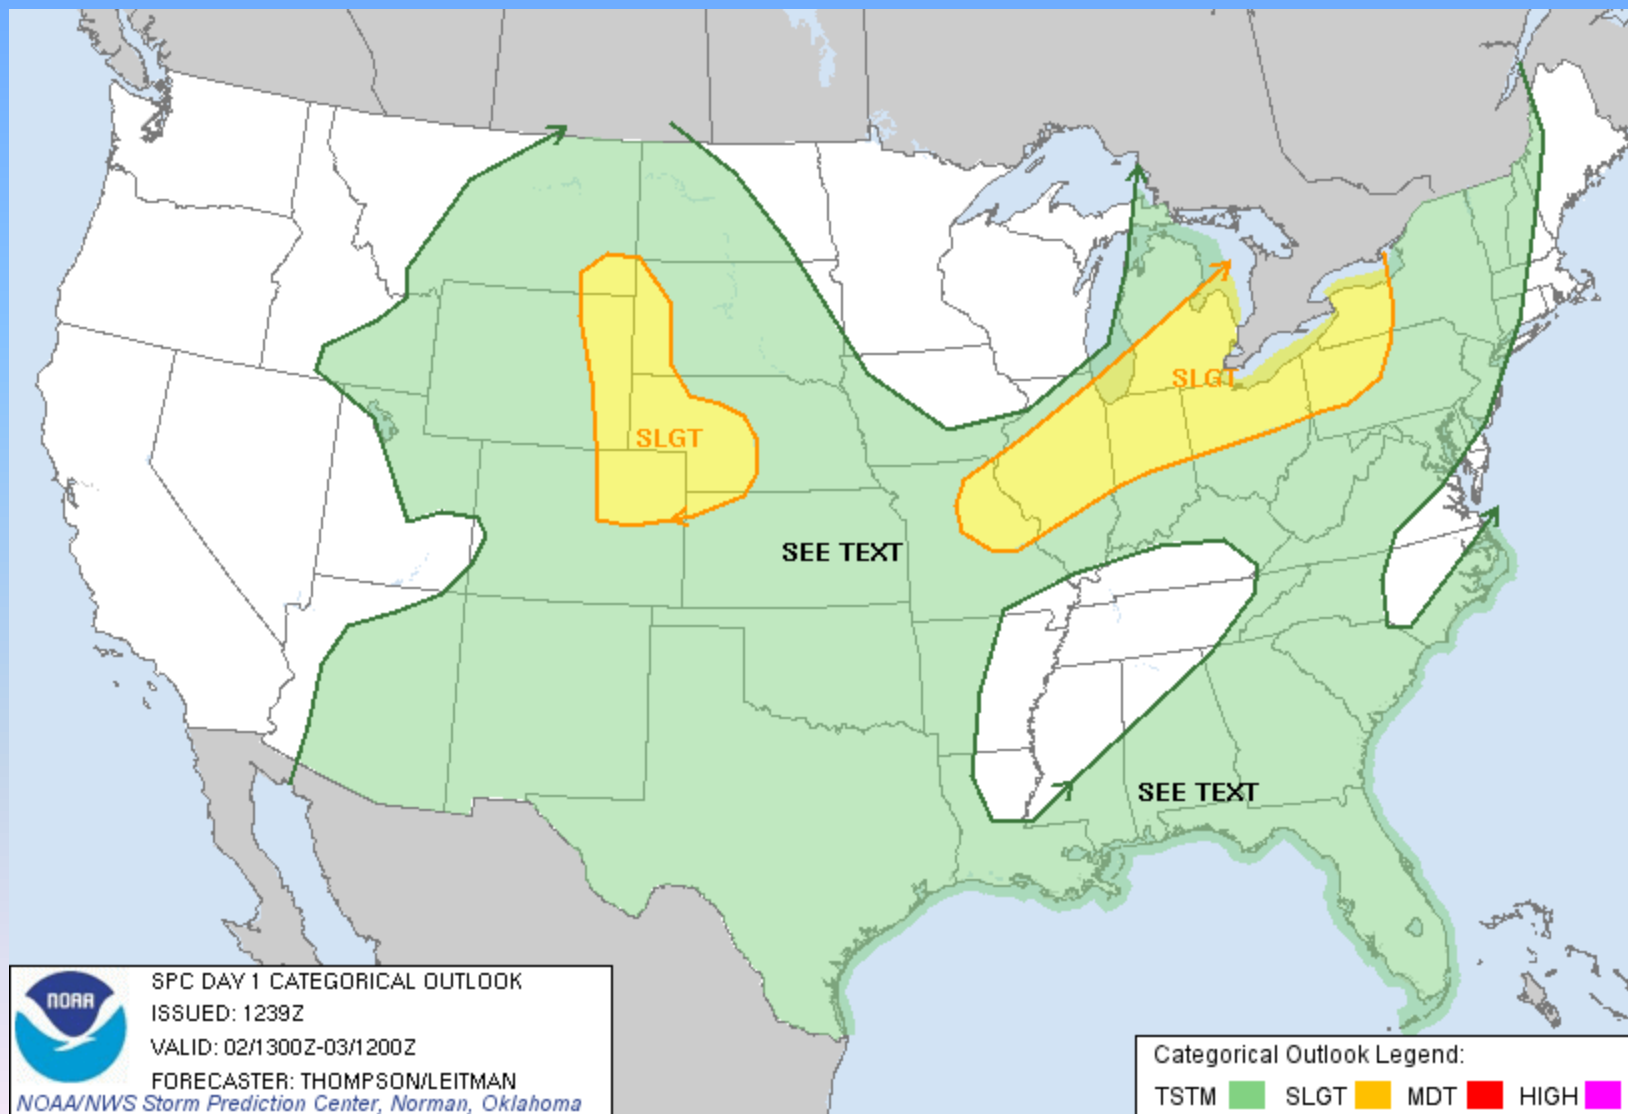 SLGT
SLGT
SEE TEXT
SEE TEXT
NOAA
SPC DAY 1 CATEGORICAL OUTLOOK
ISSUED: 1239Z
VALID: 02/1300Z-03/1200Z
FORECASTER: THOMPSON/LEITMAN
NOAA/NWS Storm Prediction Center, Norman, Oklahoma
Categorical Outlook Legend:
TSTM SLGT MDT HIGH